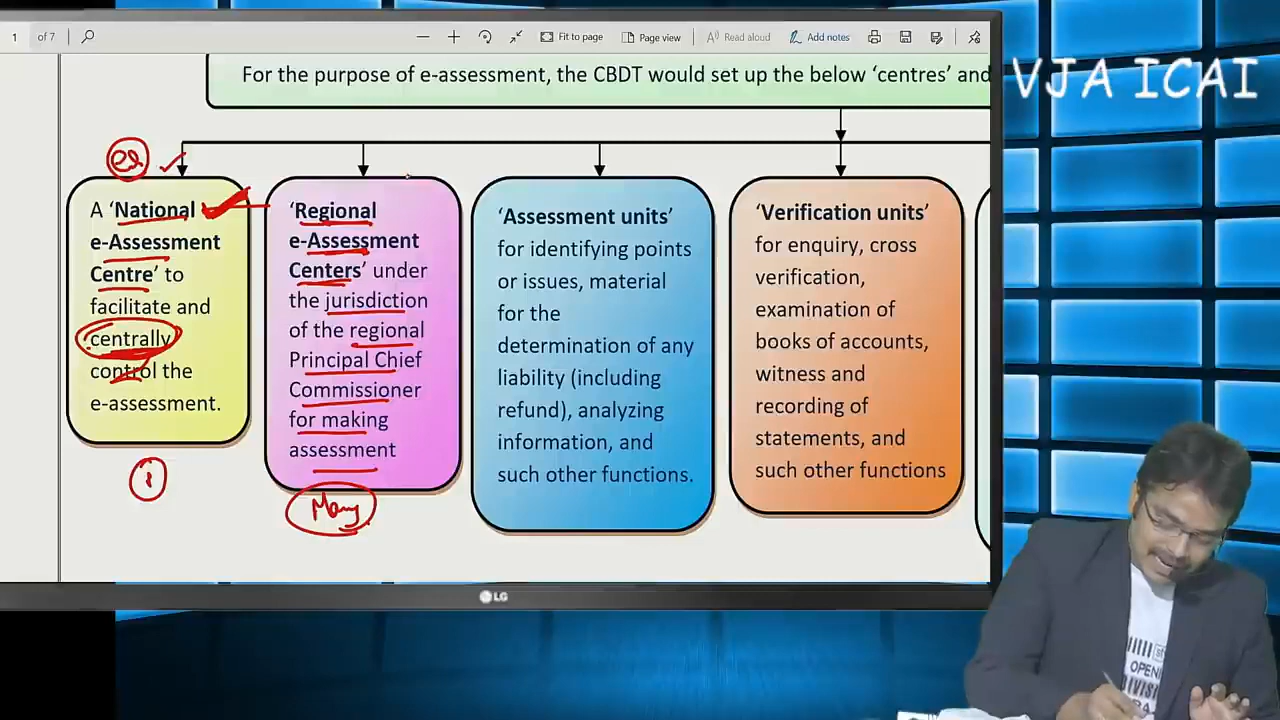 1 of 7 Fit to page Page view Read aloud Add notes
VJA ICAI
For the purpose of e-assessment, the CBDT would set up the below ‘centres’ and
A ‘National
e-Assessment
Centre’ to
facilitate and
centrally
control the
e-assessment.
1
‘Regional
e-Assessment
Centers’ under
the jurisdiction
of the regional
Principal Chief
Commissioner
for making
assessment
Many
‘Assessment units’
for identifying points
or issues, material
for the
determination of any
liability (including
refund), analyzing
information, and
such other functions.
‘Verification units’
for enquiry, cross
verification,
examination of
books of accounts,
witness and
recording of
statements, and
such other functions
LG
OPEN
DIVIS